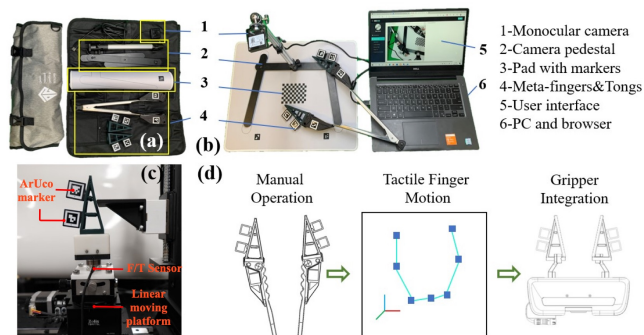 1
2
3
4
(a)
(b)
5
6
1-Monocular camera
2-Camera pedestal
3-Pad with markers
4-Meta-fingers&Tongs
5-User interface
6-PC and browser
(c)
ArUco
marker
F/T Sensor
Linear
moving
platform
(d)
Manual
Operation
Tactile Finger
Motion
Gripper
Integration